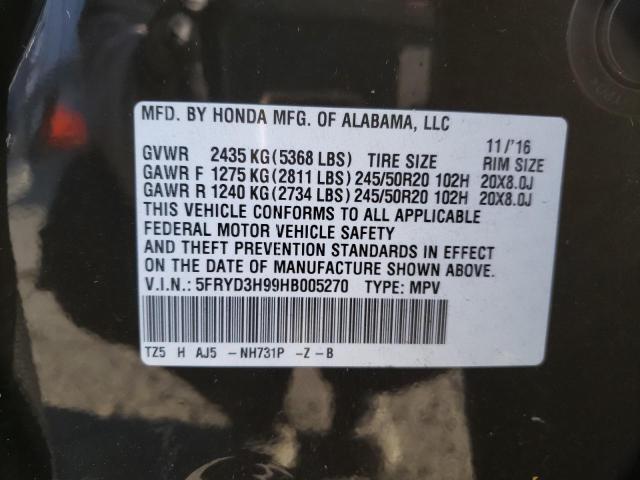 MFD. BY HONDA MFG. OF ALABAMA, LLC
11/'16
GVWR 2435 KG(5368 LBS) TIRE SIZE RIM SIZE
GAWR F 1275 KG(2811 LBS)245/50R20 102H 20X8.0J
GAWR R 1240 KG(2734 LBS)245/50R20 102H 20X8.0J
THIS VEHICLE CONFORMS TO ALL APPLICABLE
FEDERAL MOTOR VEHICLE SAFETY
AND THEFT PREVENTION STANDARDS IN EFFECT
ON THE DATE OF MANUFACTURE SHOWN ABOVE.
V.I.N.: 5FRYD3H99HB005270 TYPE: MPV
TZ5 H AJ5 -NH731P -Z-B